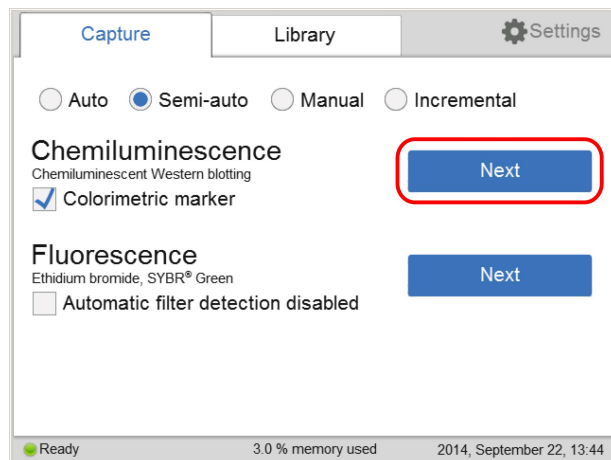 Capture Library Settings
Auto Semi-auto Manual Incremental
Chemiluminescence
Chemiluminescent Western blotting
Next
Colorimetric marker
Fluorescence
Ethidium bromide, SYBR® Green
Next
Automatic filter detection disabled
Ready 3.0 % memory used 2014, September 22, 13:44